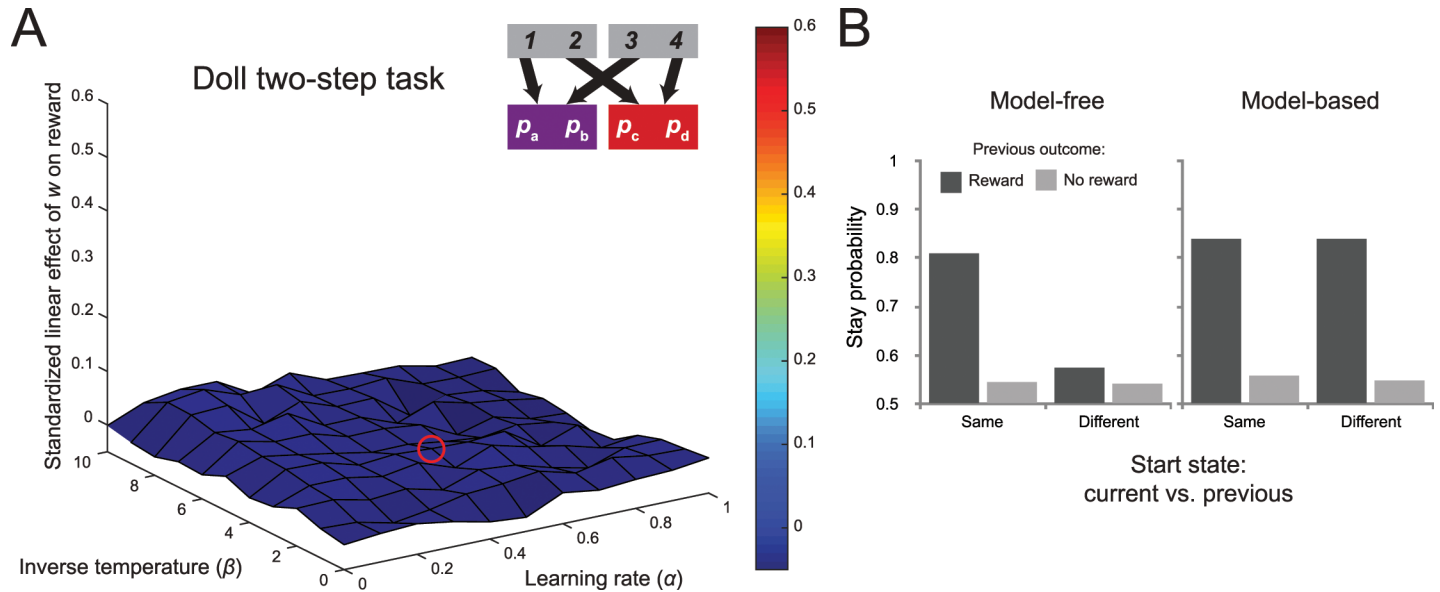 A
Doll two-step task
1 2 3 4
pa pb pc pd
Standardized linear effect of w on reward
0.6
0.5
0.4
0.3
0.2
0.1
0
10
8
6
4
2
0
Inverse temperature (β)
0
0.2
0.4
0.6
0.8
1
Learning rate (α)
0.6
0.5
0.4
0.3
0.2
0.1
0
B
Model-free
Model-based
Previous outcome:
Reward No reward
Stay probability
1
0.9
0.8
0.7
0.6
0.5
Same Different Same Different
Start state:
current vs. previous